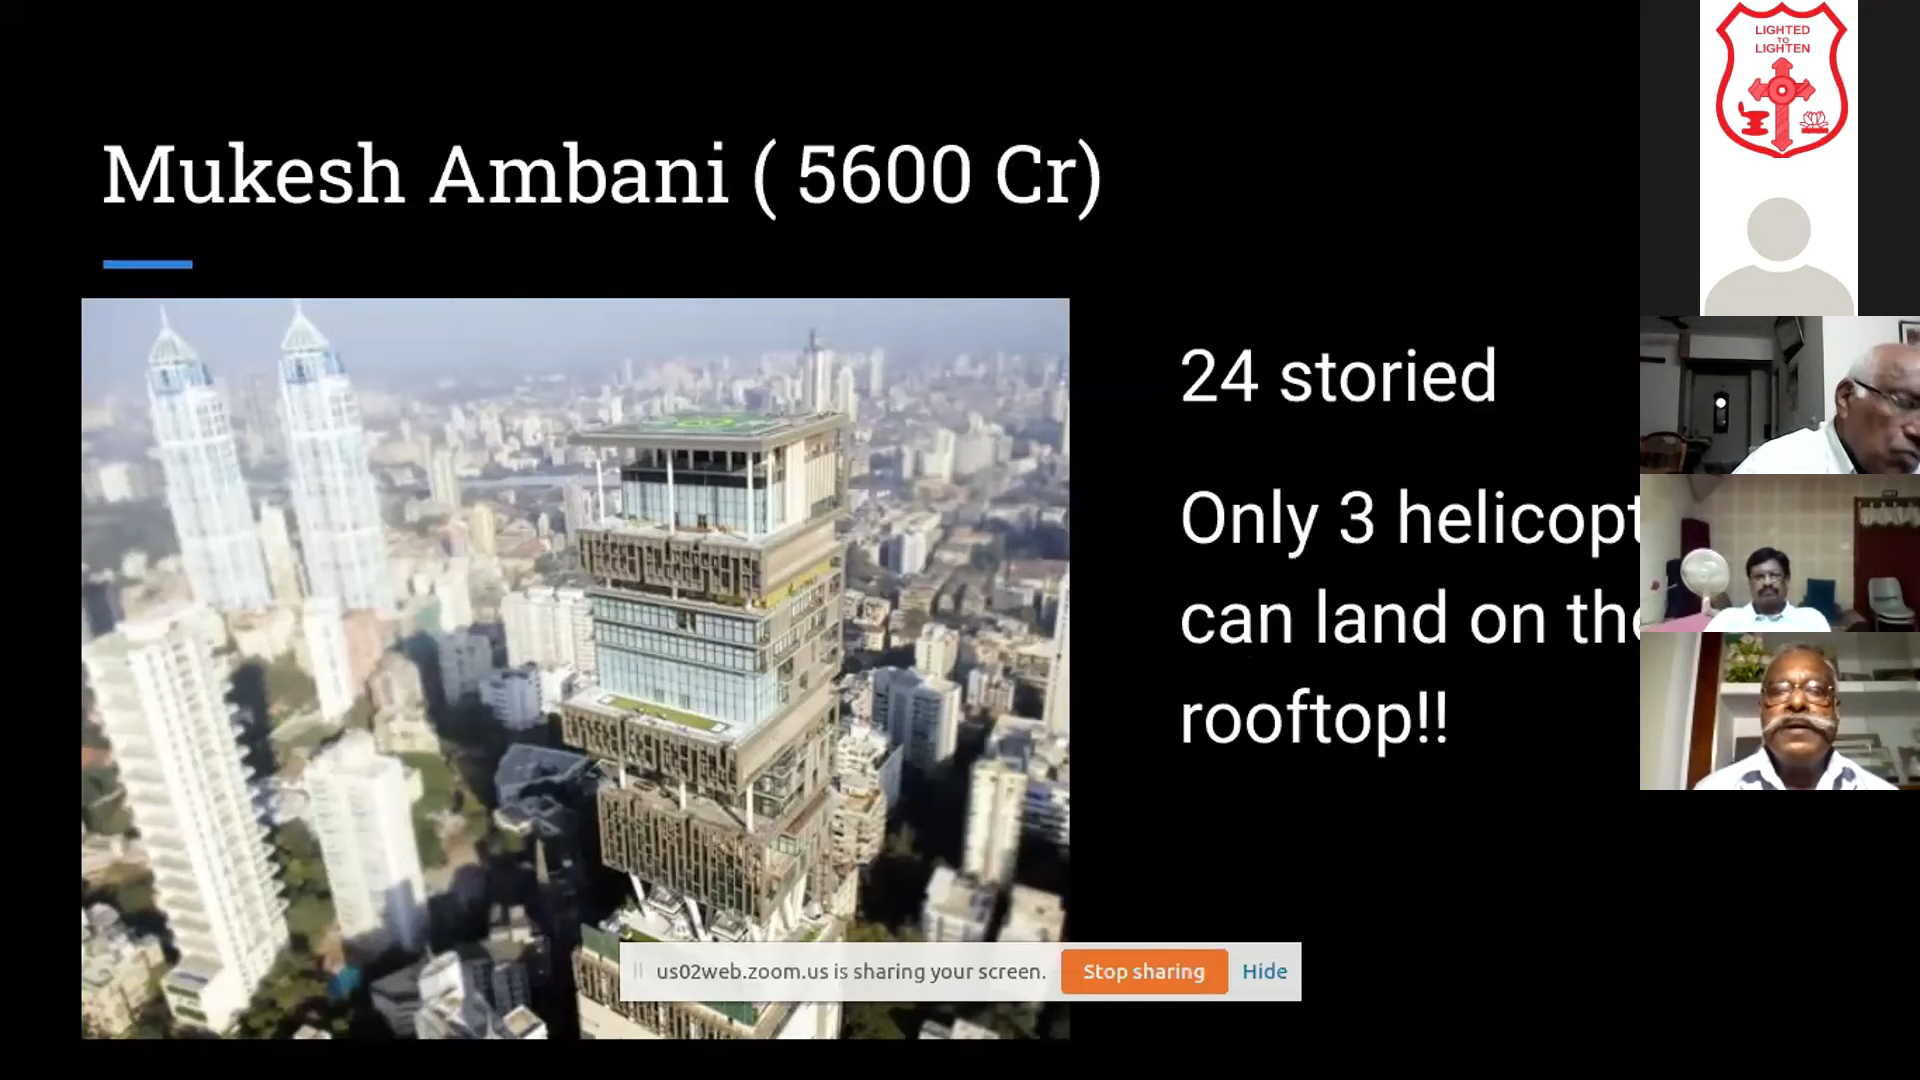 Mukesh Ambani ( 5600 Cr)
24 storied
Only 3 helicopt
can land on the
rooftop!!
LIGHTED
TO
LIGHTEN
us02web.zoom.us is sharing your screen.
Stop sharing
Hide